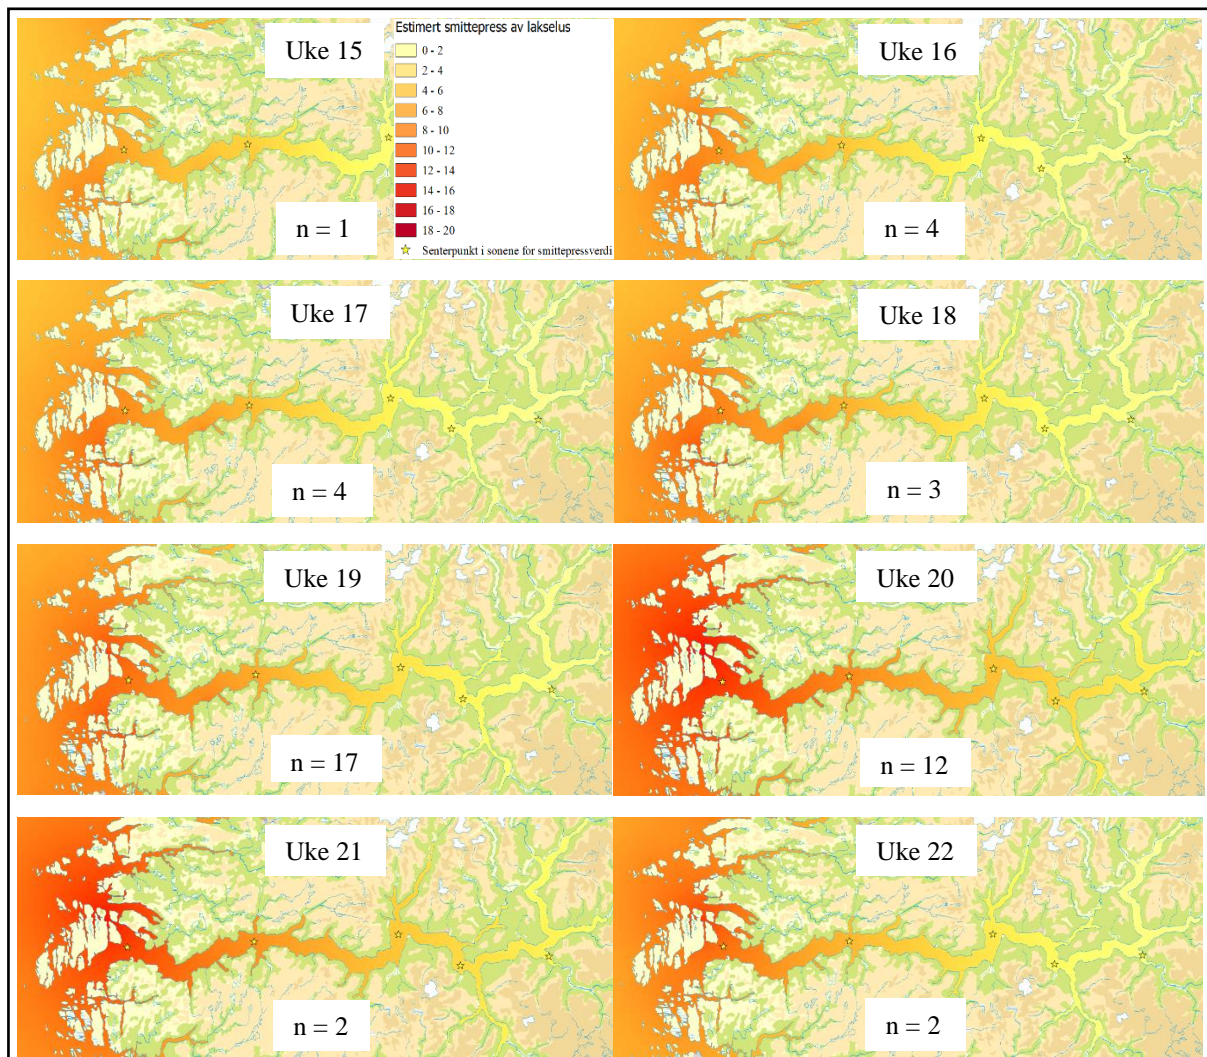 Uke 15
Estimert smittepress av lakselus
0 - 2
2 - 4
4 - 6
6 - 8
8 - 10
10 - 12
12 - 14
14 - 16
16 - 18
18 - 20
Senterpunkt i sonene for smittepressverdi
n = 1
Uke 16
n = 4
Uke 17
n = 4
Uke 18
n = 3
Uke 19
n = 17
Uke 20
n = 12
Uke 21
n = 2
Uke 22
n = 2